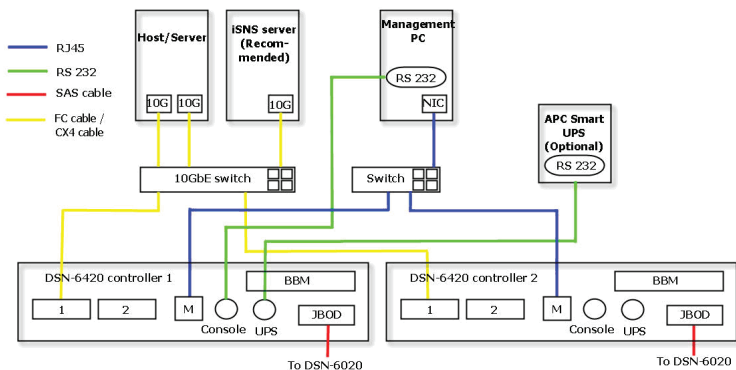 RJ45
RS 232
SAS cable
FC cable /
CX4 cable
Host/Server
10G
10G
iSNS server
(Recom-
mended)
10G
Management
PC
RS 232
NIC
APC Smart
UPS
(Optional)
RS 232
10GbE switch
Switch
DSN-6420 controller 1
BBM
1
2
M
Console
UPS
JBOD
To DSN-6020
DSN-6420 controller 2
BBM
1
2
M
Console
UPS
JBOD
To DSN-6020